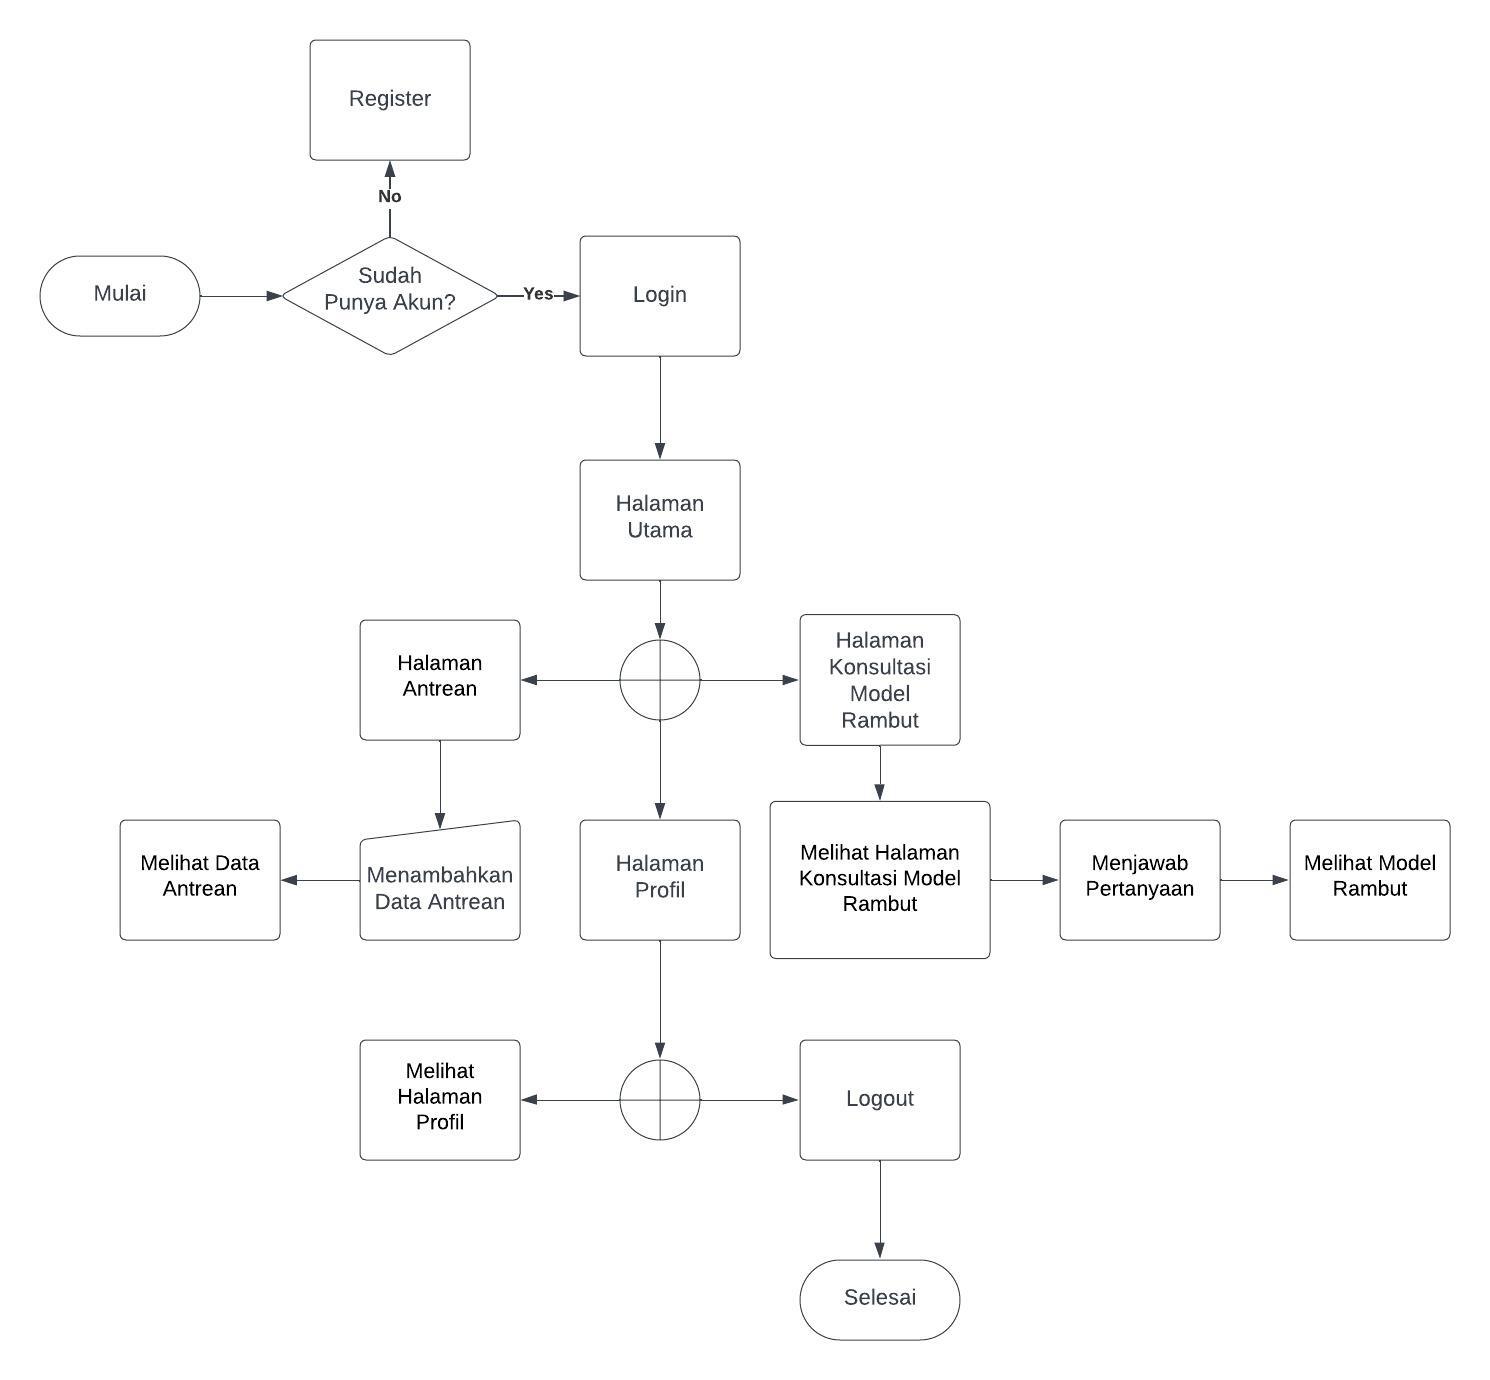 Register
No
Mulai
Sudah
Punya Akun?
Yes
Login
Halaman
Utama
Halaman
Antrean
Halaman
Konsultasi
Model
Rambut
Melihat Data
Antrean
Menambahkan
Data Antrean
Halaman
Profil
Melihat Halaman
Konsultasi Model
Rambut
Menjawab
Pertanyaan
Melihat Model
Rambut
Melihat
Halaman
Profil
Logout
Selesai